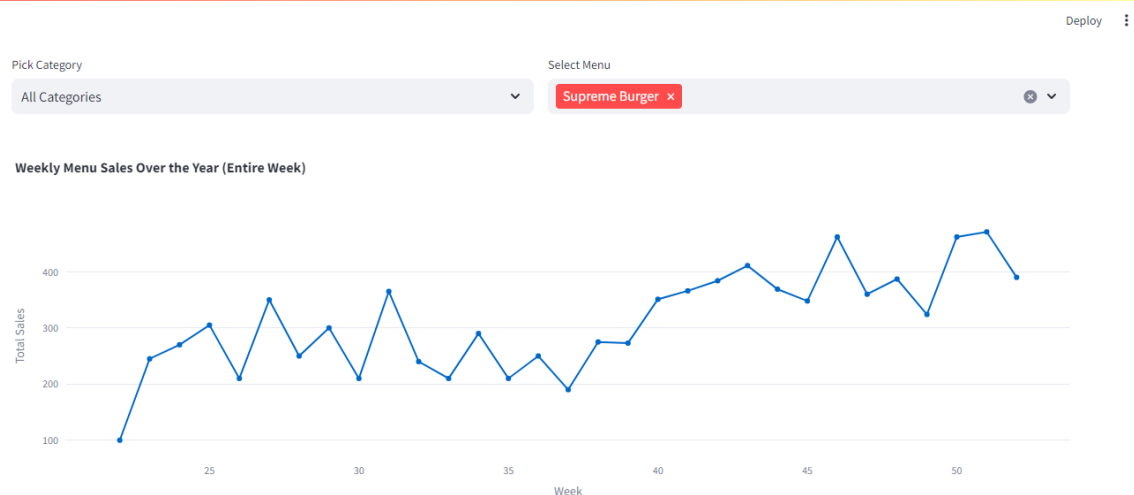 Deploy
Pick Category
Select Menu
All Categories
Supreme Burger ×
Weekly Menu Sales Over the Year (Entire Week)
Total Sales
400
300
200
100
25 30 35 40 45 50
Week